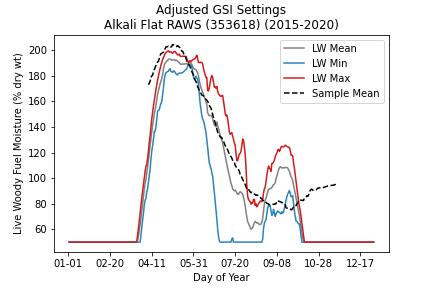 Adjusted GSI Settings
Alkali Flat RAWS (353618) (2015-2020)
Live Woody Fuel Moisture (% dry wt)
200
180
160
140
120
100
80
60
LW Mean
LW Min
LW Max
Sample Mean
01-01 02-20 04-11 05-31 07-20 09-08 10-28 12-17
Day of Year